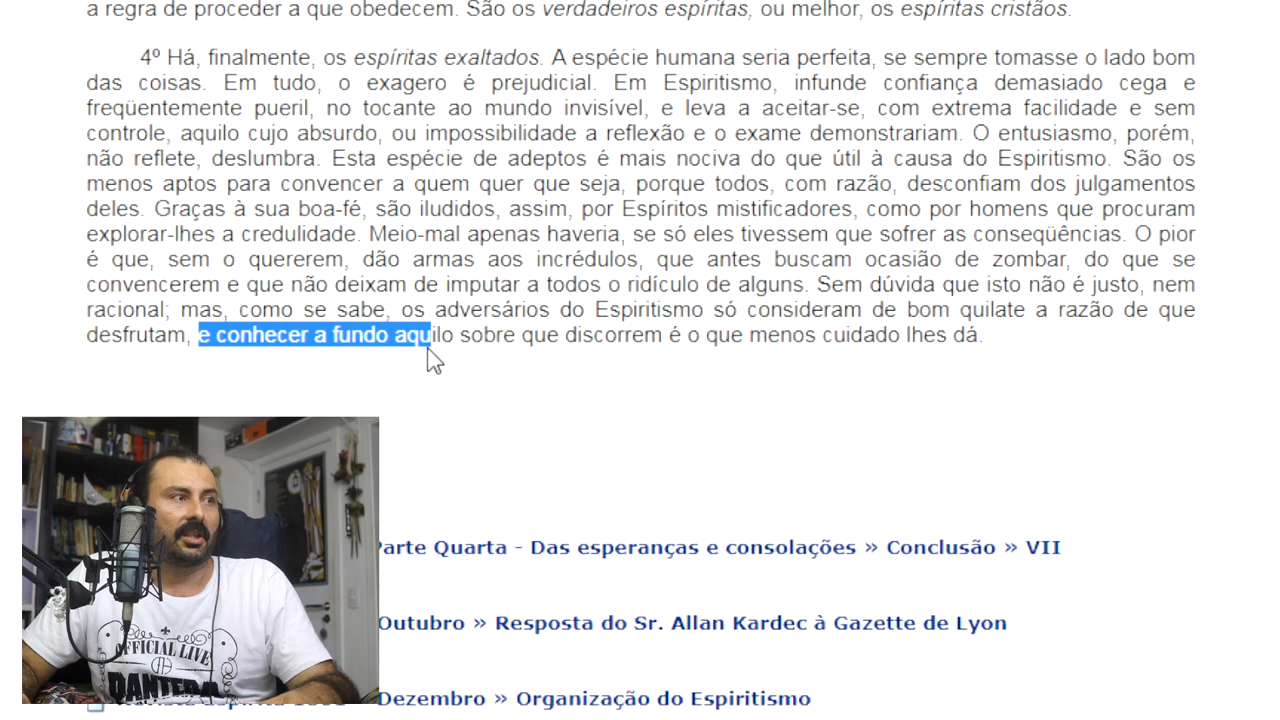 a regra de proceder a que obedecem. São os verdadeiros espíritas, ou melhor, os espíritas cristãos.
4º Há, finalmente, os espíritas exaltados. A espécie humana seria perfeita, se sempre tomasse o lado bom
das coisas. Em tudo, o exagero é prejudicial. Em Espiritismo, infunde confiança demasiado cega e
freqüentemente pueril, no tocante ao mundo invisível, e leva a aceitar-se, com extrema facilidade e sem
controle, aquilo cujo absurdo, ou impossibilidade a reflexão e o exame demonstrariam. O entusiasmo, porém,
não reflete, deslumbra. Esta espécie de adeptos é mais nociva do que útil à causa do Espiritismo. São os
menos aptos para convencer a quem quer que seja, porque todos, com razão, desconfiam dos julgamentos
deles. Graças à sua boa-fé, são iludidos, assim, por Espíritos mistificadores, como por homens que procuram
explorar-lhes a credulidade. Meio-mal apenas haveria, se só eles tivessem que sofrer as conseqüências. O pior
é que, sem o quererem, dão armas aos incrédulos, que antes buscam ocasião de zombar, do que se
convencerem e que não deixam de imputar a todos o ridículo de alguns. Sem dúvida que isto não é justo, nem
racional; mas, como se sabe, os adversários do Espiritismo só consideram de bom quilate a razão de que
desfrutam, e conhecer a fundo aquilo sobre que discorrem é o que menos cuidado lhes dá.
Parte Quarta - Das esperanças e consolações » Conclusão » VII
Outubro » Resposta do Sr. Allan Kardec à Gazette de Lyon
Dezembro » Organização do Espiritismo
OFFICIAL LIVE
PANTERA